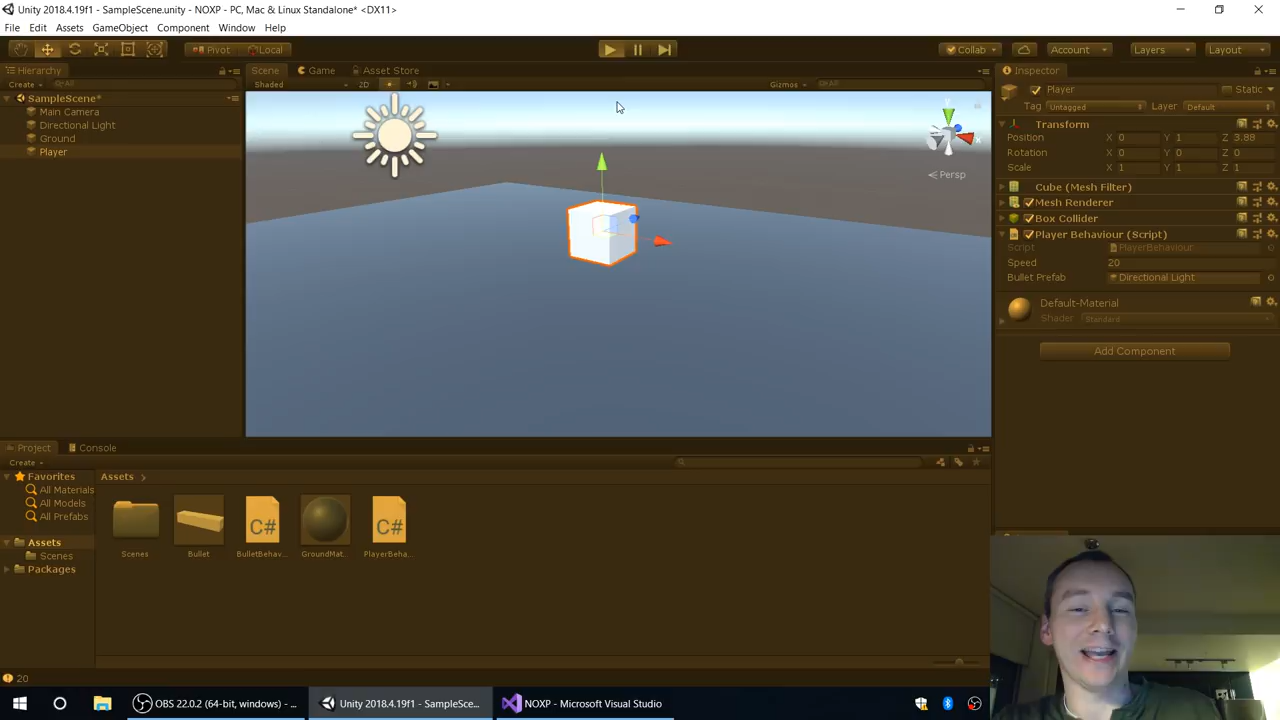 Unity 2018.4.19f1 - SampleScene.unity - NOXP - PC, Mac & Linux Standalone* <DX11>
File Edit Assets GameObject Component Window Help
Pivot Local Collab Account Layers Layout
Hierarchy
Create All
SampleScene*
Main Camera
Directional Light
Ground
Player
Scene Game Asset Store
Shaded 2D Gizmos All
Persp
Inspector
Player Static
Tag Untagged Layer Default
Transform
Position X 0 Y 1 Z 3.88
Rotation X 0 Y 0 Z 0
Scale X 1 Y 1 Z 1
Cube (Mesh Filter)
Mesh Renderer
Box Collider
Player Behaviour (Script)
Script PlayerBehaviour
Speed 20
Bullet Prefab Directional Light
Default-Material
Shader Standard
Add Component
Project Console
Create
Favorites
All Materials
All Models
All Prefabs
Assets
Scenes
Packages
Assets
C# C#
Scenes Bullet BulletBehav... GroundMat... PlayerBeha...
20
OBS 22.0.2 (64-bit, windows) - ... Unity 2018.4.19f1 - SampleSce... NOXP - Microsoft Visual Studio